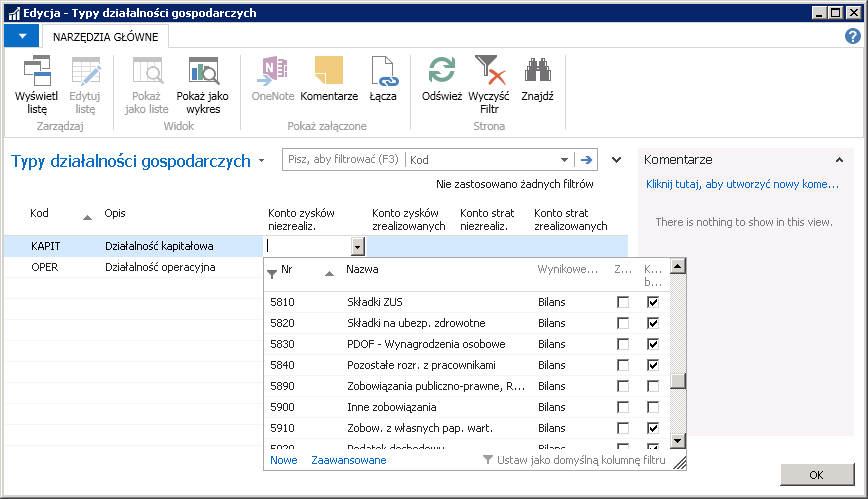 Edycja - Typy działalności gospodarczych
NARZĘDZIA GŁÓWNE
Wyświetl listę
Edytuj listę
Pokaż jako liste
Pokaż jako wykres
OneNote
Komentarze
Łącza
Odśwież
Wyczyść Filtr
Znajdź
Zarządzaj
Widok
Pokaż załączone
Strona
Typy działalności gospodarczych
Pisz, aby filtrować (F3)
Kod
Nie zastosowano żadnych filtrów
Komentarze
Kliknij tutaj, aby utworzyć nowy kome...
There is nothing to show in this view.
Kod
Opis
Konto zysków niezrealiz.
Konto zysków zrealizowanych
Konto strat niezrealiz.
Konto strat zrealizowanych
KAPIT Działalność kapitałowa
OPER Działalność operacyjna
Nr Nazwa Wynikowe... Z... K... b...
5810 Składki ZUS Bilans
5820 Składki na ubezp. zdrowotne Bilans
5830 PDOF - Wynagrodzenia osobowe Bilans
5840 Pozostałe rozr. z pracownikami Bilans
5890 Zobowiązania publiczno-prawne, R... Bilans
5900 Inne zobowiązania Bilans
5910 Zobow. z własnych pap. wart. Bilans
5920 Podatek dochodowy Bilans
Nowe Zaawansowane Ustaw jako domyślną kolumnę filtru
OK